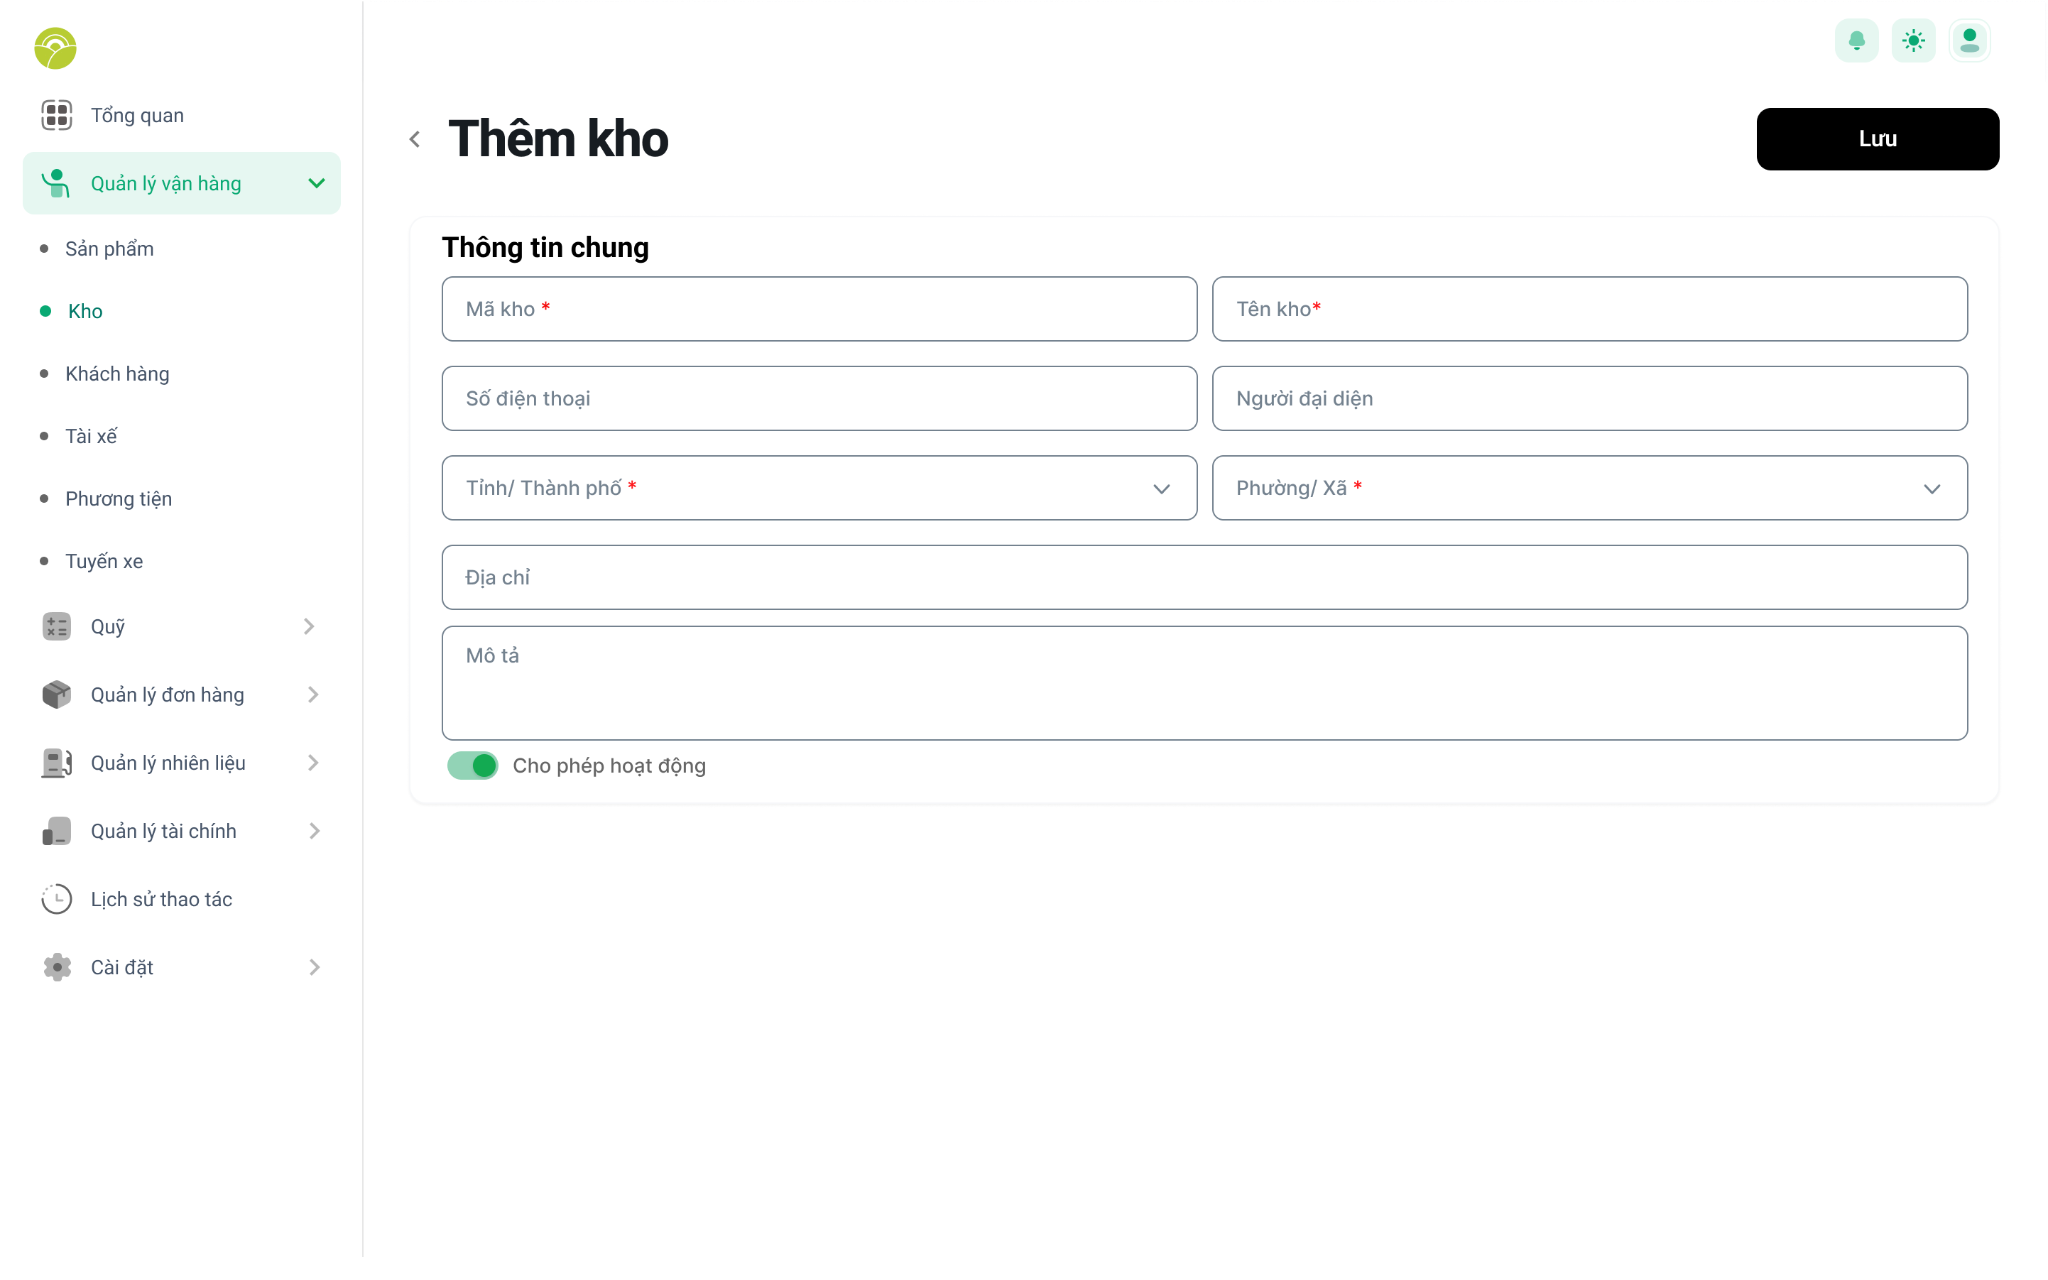 Tổng quan
Quản lý vận hàng
Sản phẩm
Kho
Khách hàng
Tài xế
Phương tiện
Tuyến xe
Quỹ
Quản lý đơn hàng
Quản lý nhiên liệu
Quản lý tài chính
Lịch sử thao tác
Cài đặt
Thêm kho
Lưu
Thông tin chung
Mã kho *
Tên kho*
Số điện thoại
Người đại diện
Tỉnh/ Thành phố *
Phường/ Xã *
Địa chỉ
Mô tả
Cho phép hoạt động